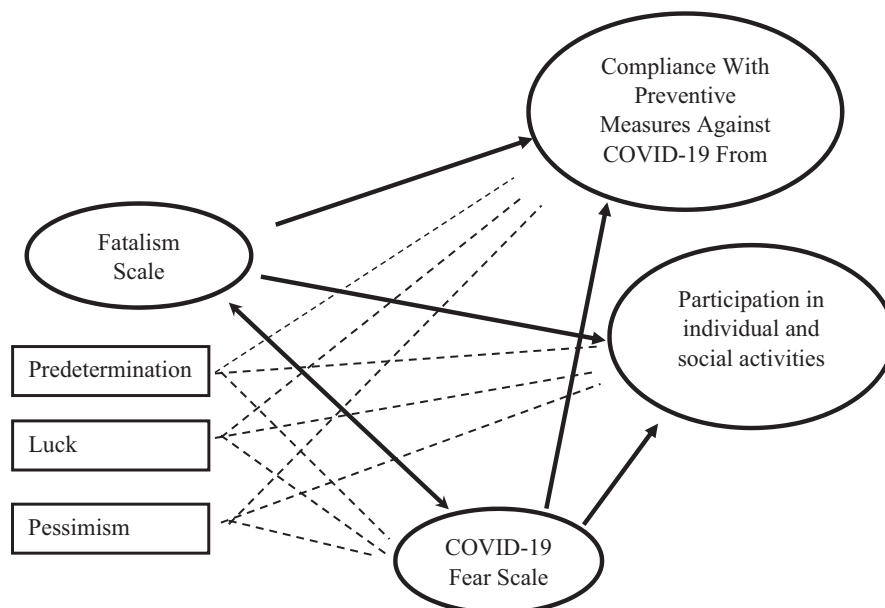 Compliance With
Preventive
Measures Against
COVID-19 From
Fatalism
Scale
Participation in
individual and
social activities
Predetermination
Luck
Pessimism
COVID-19
Fear Scale